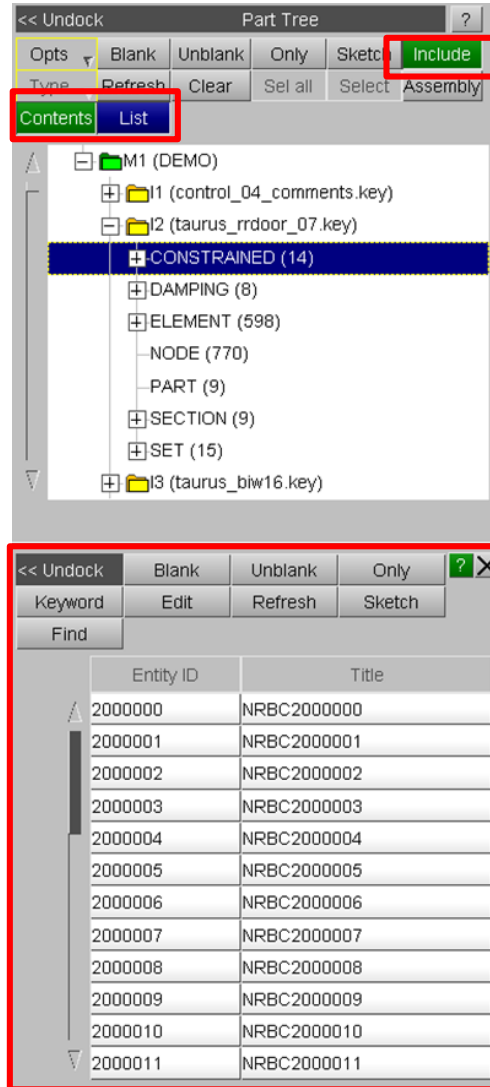 << Undock Part Tree ?
Opts Blank Unblank Only Sketch Include
Type Refresh Clear Sel all Select Assembly
Contents List
M1 (DEMO)
I1 (control_04_comments.key)
I2 (taurus_rrdoor_07.key)
CONSTRAINED (14)
DAMPING (8)
ELEMENT (598)
NODE (770)
PART (9)
SECTION (9)
SET (15)
I3 (taurus_biw16.key)
<< Undock Blank Unblank Only ? X
Keyword Edit Refresh Sketch
Find
Entity ID Title
2000000 NRBC2000000
2000001 NRBC2000001
2000002 NRBC2000002
2000003 NRBC2000003
2000004 NRBC2000004
2000005 NRBC2000005
2000006 NRBC2000006
2000007 NRBC2000007
2000008 NRBC2000008
2000009 NRBC2000009
2000010 NRBC2000010
2000011 NRBC2000011